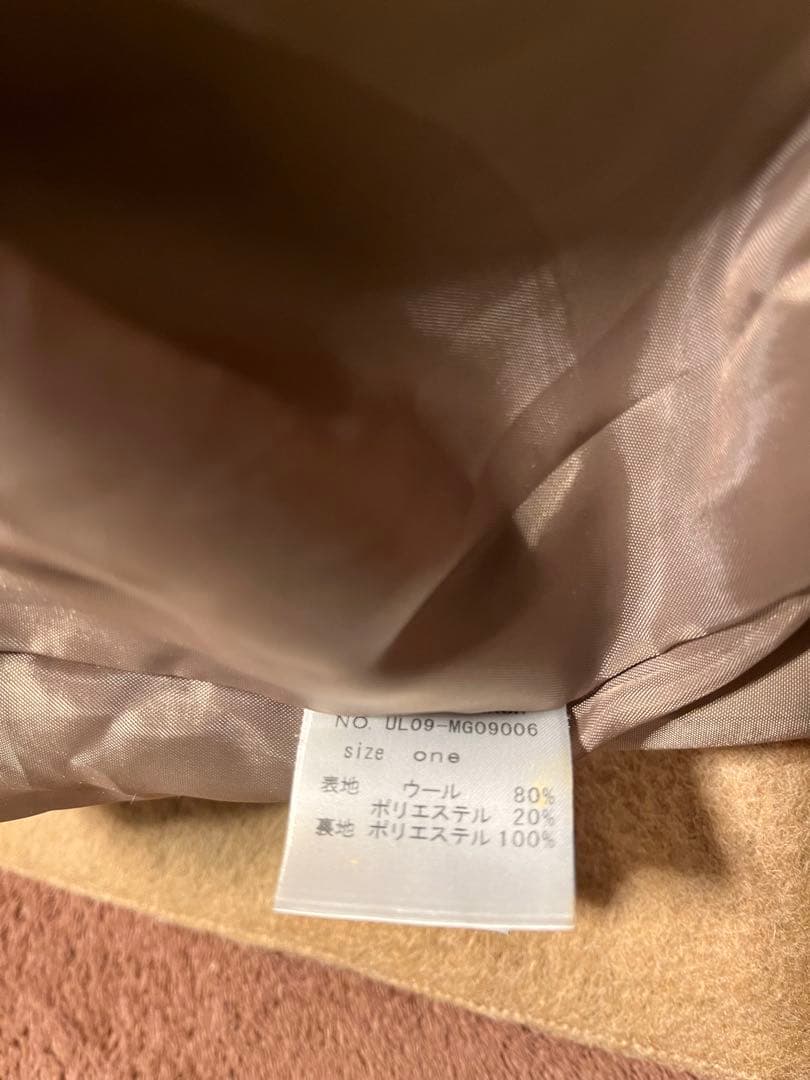 NO. UL09-MG09006
size one
表地 ウール 80%
ポリエステル 20%
裏地 ポリエステル 100%